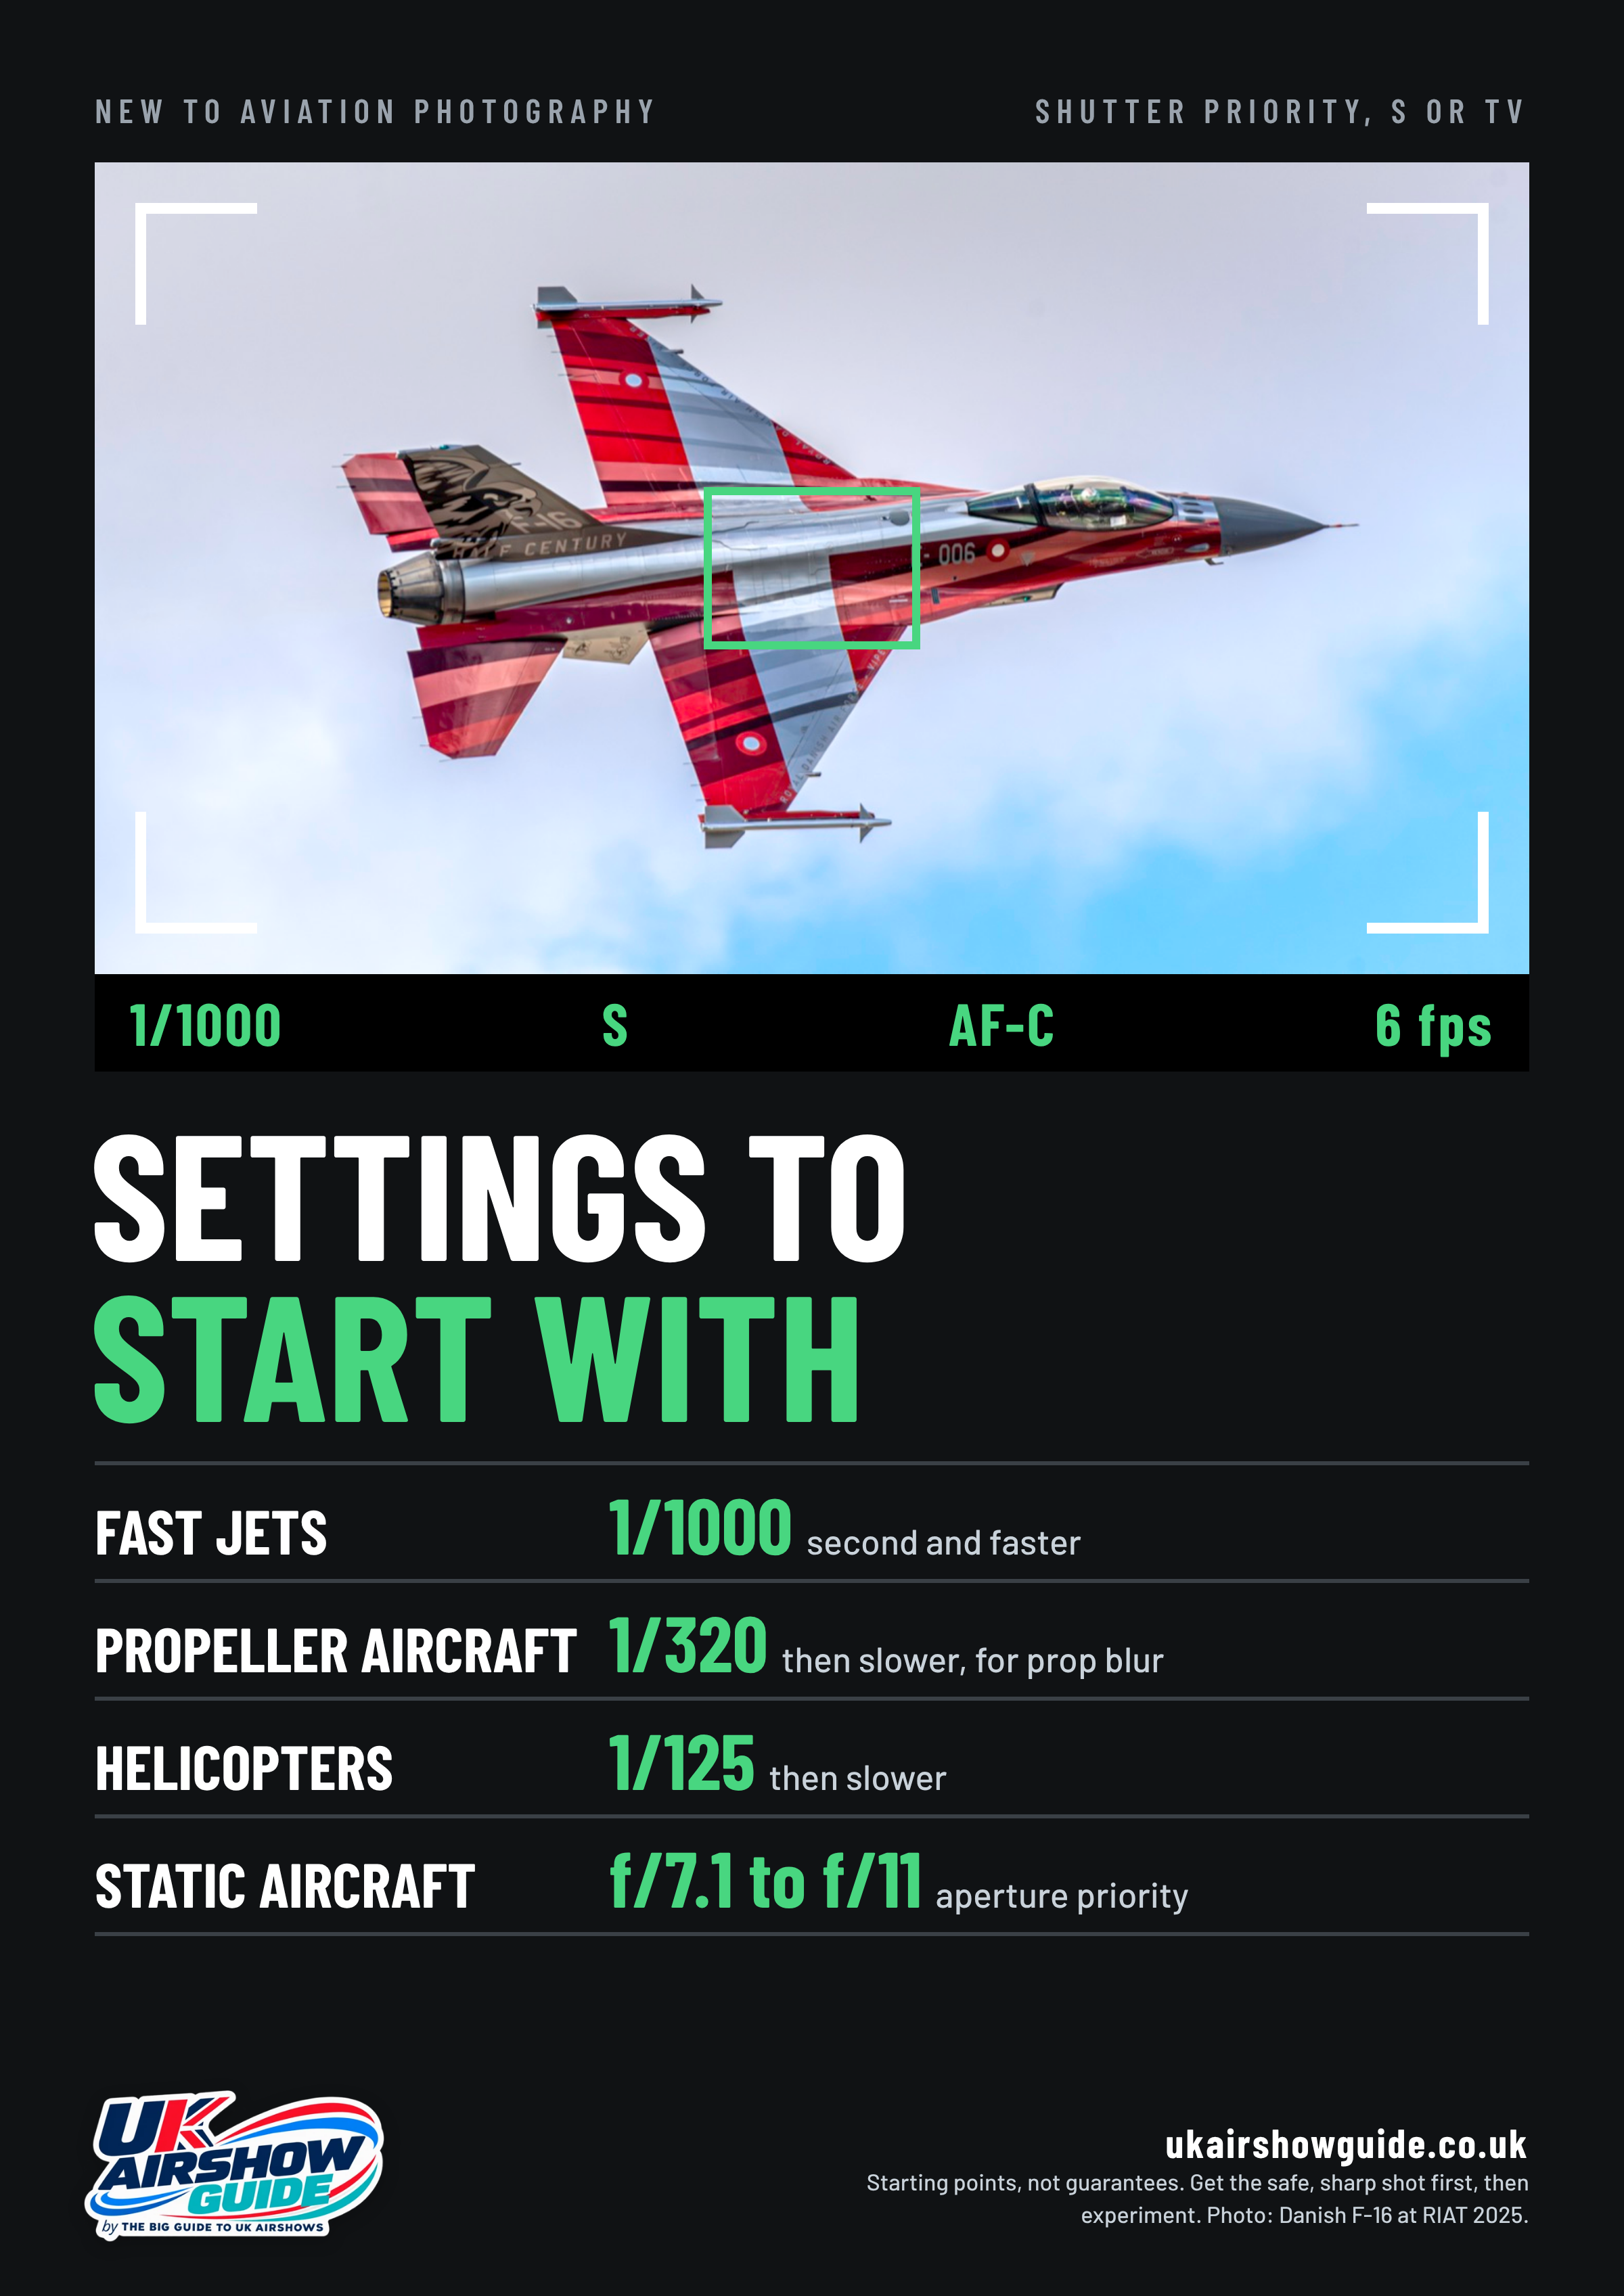 NEW TO AVIATION PHOTOGRAPHY
SHUTTER PRIORITY, S OR TV
F-16
HALF CENTURY
006
1/1000 S AF-C 6 fps
SETTINGS TO
START WITH
FAST JETS 1/1000 second and faster
PROPELLER AIRCRAFT 1/320 then slower, for prop blur
HELICOPTERS 1/125 then slower
STATIC AIRCRAFT f/7.1 to f/11 aperture priority
UK
AIRSHOW
GUIDE
by THE BIG GUIDE TO UK AIRSHOWS
ukairshowguide.co.uk
Starting points, not guarantees. Get the safe, sharp shot first, then
experiment. Photo: Danish F-16 at RIAT 2025.